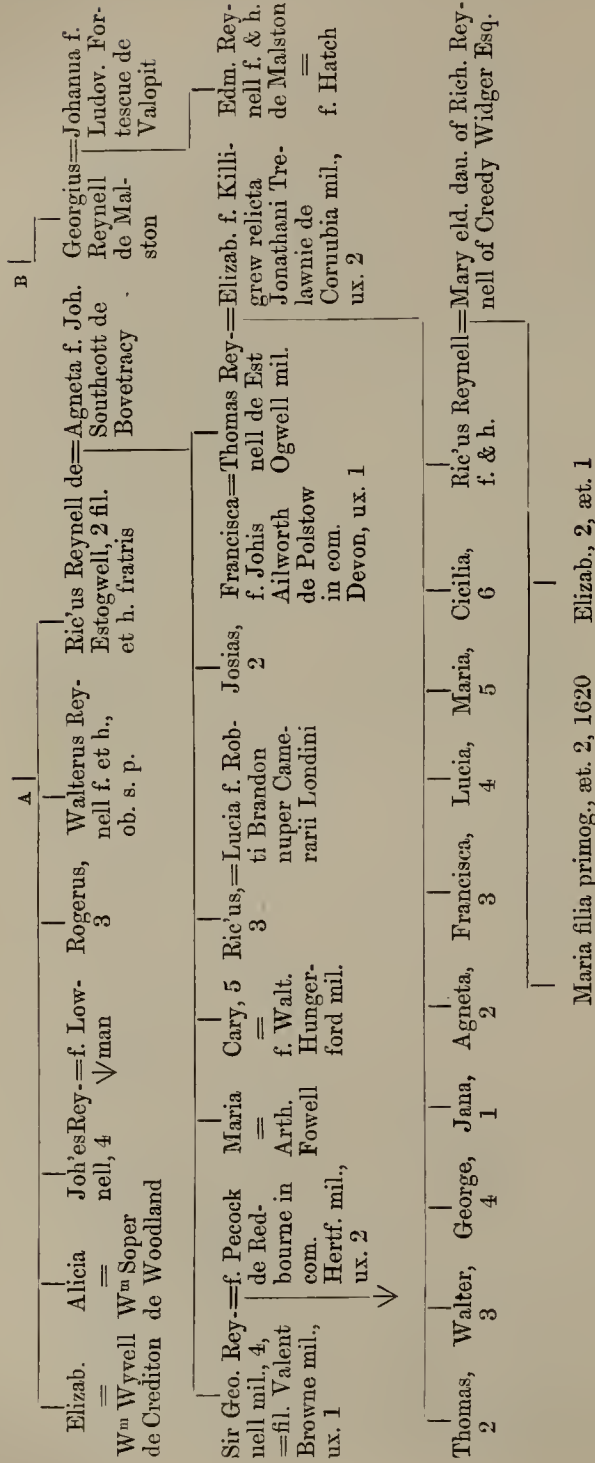 A
B
Elizab.
=
Wm Wyvell
de Crediton
Alicia
=
Wm Soper
de Woodland
Joh'es Rey-=f. Low-
nell, 4 man
Rogerus,
3
Walterus Rey-
nell f. et h.,
ob. s. p.
Ric'us Reynell de=Agneta f. Joh.
Estogwell, 2 fil. Southcott de
et h. fratris Bovetracy
Georgius=Johanna f.
Reynell Ludov. For-
de Mal- tescue de
ston Valopit
Sir Geo. Rey-=f. Pecock
nell mil., 4, de Red-
=fil. Valent bourne in
Browne mil., com.
ux. 1 Hertf. mil.,
ux. 2
Maria
=
Arth.
Fowell
Cary, 5
=
f. Walt.
Hunger-
ford mil.
Ric'us,=Lucia f. Rob-
3 ti Brandon
nuper Came-
rarii Londini
Josias,
2
Francisca=Thomas Rey-=Elizab. f. Killi-
f. Johis nell de Est grew relicta
Ailworth Ogwell mil. Jonathani Tre-
de Polstow lawnie de
in com. Coruubia mil.,
Devon, ux. 1 ux. 2
Edm. Rey-
nell f. & h.
de Malston
=
f. Hatch
Thomas,
2
Walter,
3
George,
4
Jana,
1
Agneta,
2
Francisca,
3
Lucia,
4
Maria,
5
Cicilia,
6
Ric'us Reynell=Mary eld. dau. of Rich. Rey-
f. & h. nell of Creedy Widger Esq.
Maria filia primog., æt. 2, 1620
Elizab., 2, æt. 1